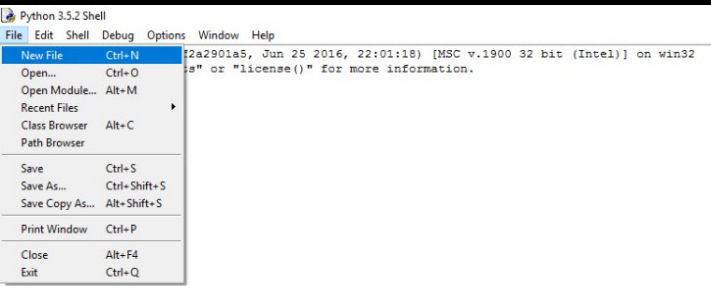 Python 3.5.2 Shell
File Edit Shell Debug Options Window Help
New File Ctrl+N
f2a2901a5, Jun 25 2016, 22:01:18) [MSC v.1900 32 bit (Intel)] on win32
Open... Ctrl+O
s" or "license()" for more information.
Open Module... Alt+M
Recent Files
Class Browser Alt+C
Path Browser
Save Ctrl+S
Save As... Ctrl+Shift+S
Save Copy As... Alt+Shift+S
Print Window Ctrl+P
Close Alt+F4
Exit Ctrl+Q